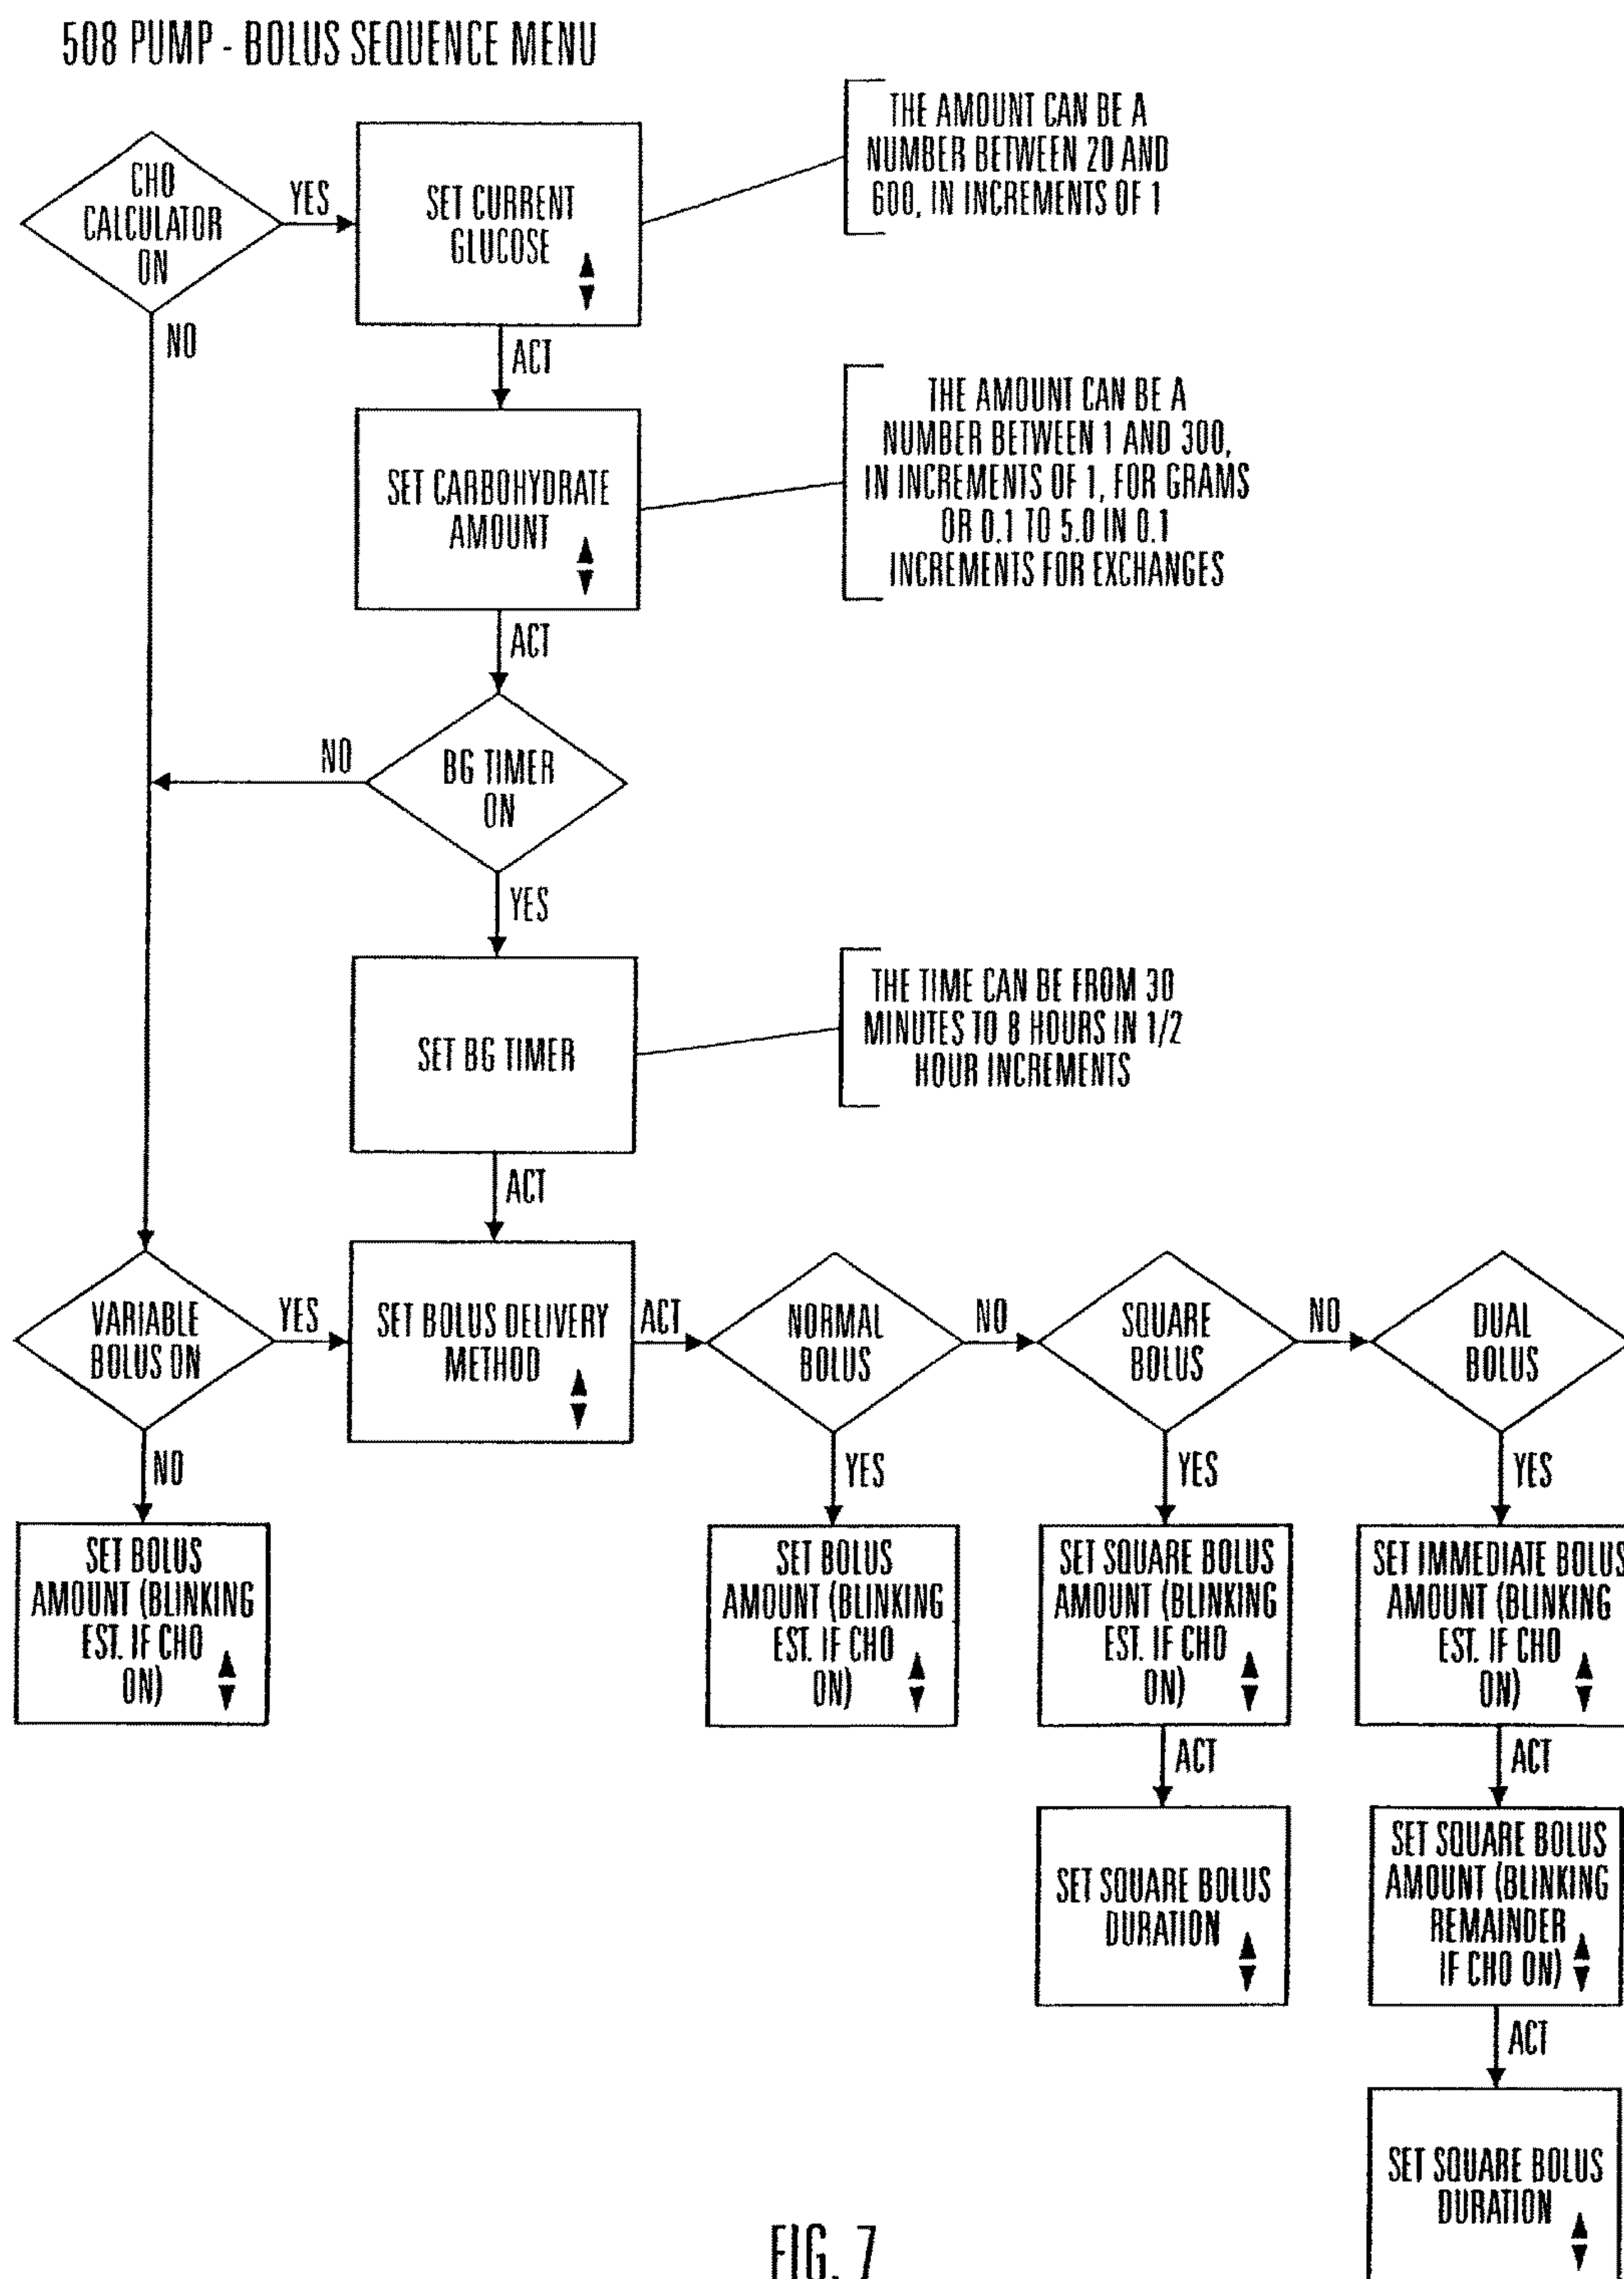 508 PUMP - BOLUS SEQUENCE MENU
CHO
CALCULATOR
ON
YES
NO
SET CURRENT
GLUCOSE
THE AMOUNT CAN BE A
NUMBER BETWEEN 20 AND
600, IN INCREMENTS OF 1
ACT
SET CARBOHYDRATE
AMOUNT
THE AMOUNT CAN BE A
NUMBER BETWEEN 1 AND 300,
IN INCREMENTS OF 1, FOR GRAMS
OR 0.1 TO 5.0 IN 0.1
INCREMENTS FOR EXCHANGES
ACT
BG TIMER
ON
NO
YES
SET BG TIMER
THE TIME CAN BE FROM 30
MINUTES TO 8 HOURS IN 1/2
HOUR INCREMENTS
ACT
VARIABLE
BOLUS ON
YES
NO
SET BOLUS DELIVERY
METHOD
ACT
NORMAL
BOLUS
NO
SQUARE
BOLUS
NO
DUAL
BOLUS
YES
YES
YES
SET BOLUS
AMOUNT (BLINKING
EST. IF CHO
ON)
SET BOLUS
AMOUNT (BLINKING
EST. IF CHO
ON)
SET SQUARE BOLUS
AMOUNT (BLINKING
EST. IF CHO
ON)
SET IMMEDIATE BOLUS
AMOUNT (BLINKING
EST. IF CHO
ON)
ACT
ACT
SET SQUARE BOLUS
DURATION
SET SQUARE BOLUS
AMOUNT (BLINKING
REMAINDER
IF CHO ON)
ACT
SET SQUARE BOLUS
DURATION
FIG. 7